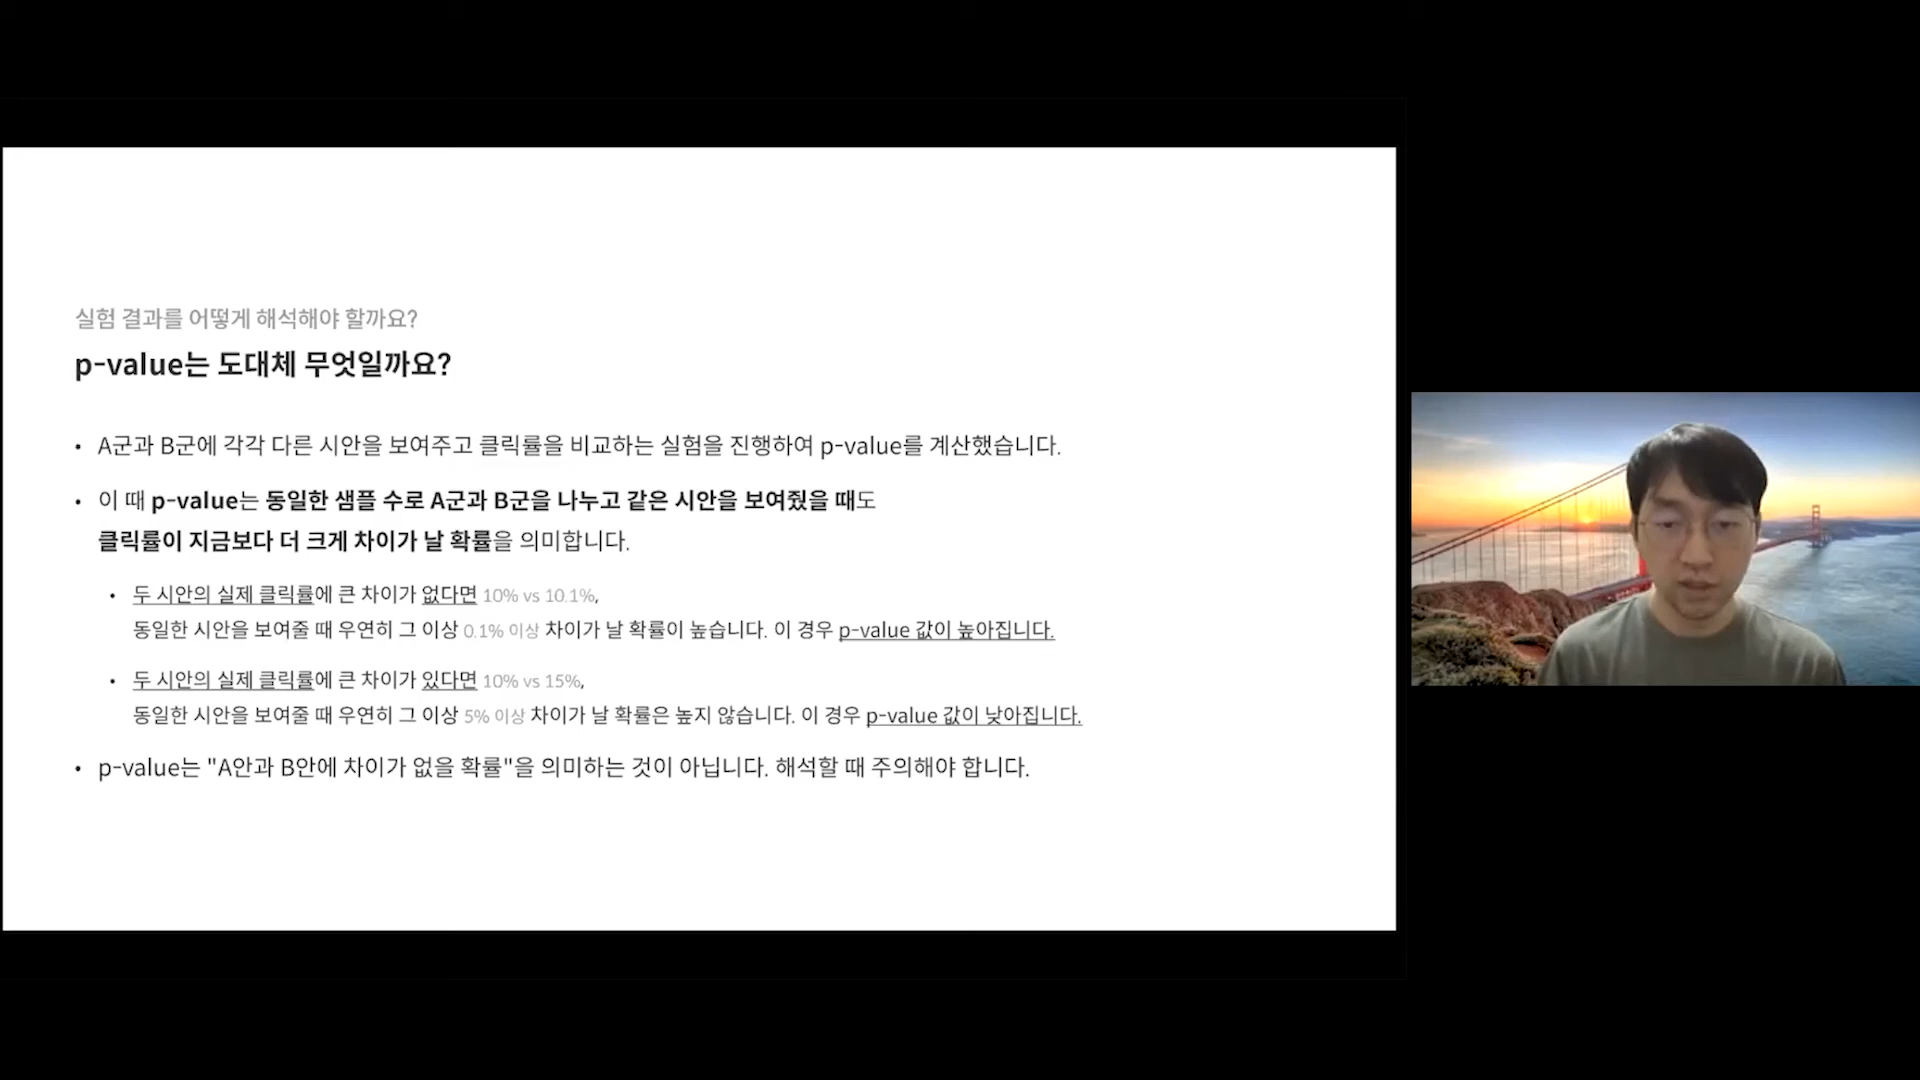 실험 결과를 어떻게 해석해야 할까요?
p-value는 도대체 무엇일까요?
• A군과 B군에 각각 다른 시안을 보여주고 클릭률을 비교하는 실험을 진행하여 p-value를 계산했습니다.
• 이 때 p-value는 동일한 샘플 수로 A군과 B군을 나누고 같은 시안을 보여줬을 때도
클릭률이 지금보다 더 크게 차이가 날 확률을 의미합니다.
• 두 시안의 실제 클릭률에 큰 차이가 없다면 10% vs 10.1%,
동일한 시안을 보여줄 때 우연히 그 이상 0.1% 이상 차이가 날 확률이 높습니다. 이 경우 p-value 값이 높아집니다.
• 두 시안의 실제 클릭률에 큰 차이가 있다면 10% vs 15%,
동일한 시안을 보여줄 때 우연히 그 이상 5% 이상 차이가 날 확률은 높지 않습니다. 이 경우 p-value 값이 낮아집니다.
• p-value는 "A안과 B안에 차이가 없을 확률"을 의미하는 것이 아닙니다. 해석할 때 주의해야 합니다.